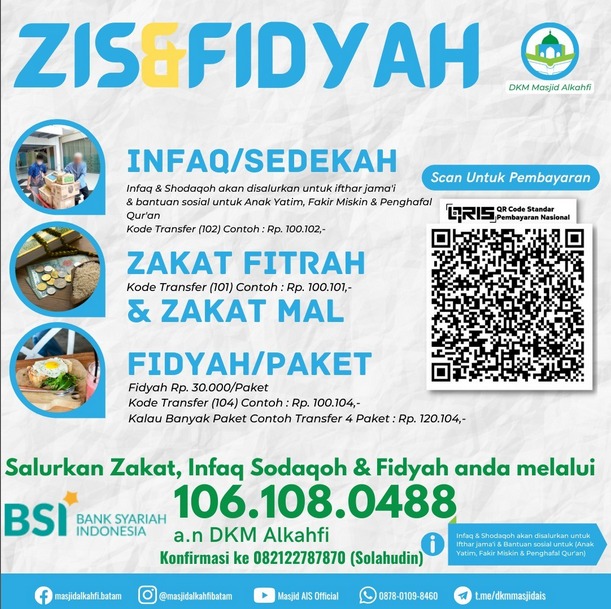 ZIS&FIDYAH
DKM Masjid Alkahfi
INFAQ/SEDEKAH
Infaq & Shodaqoh akan disalurkan untuk ifthar jama'i
& bantuan sosial untuk Anak Yatim, Fakir Miskin & Penghafal
Qur'an
Kode Transfer (102) Contoh : Rp. 100.102,-
Scan Untuk Pembayaran
QRIS QR Code Standar
Pembayaran Nasional
ZAKAT FITRAH
Kode Transfer (101) Contoh : Rp. 100.101,-
& ZAKAT MAL
FIDYAH/PAKET
Fidyah Rp. 30.000/Paket
Kode Transfer (104) Contoh : Rp. 100.104,-
Kalau Banyak Paket Contoh Transfer 4 Paket : Rp. 120.104,-
Salurkan Zakat, Infaq Sodaqoh & Fidyah anda melalui
BSI BANK SYARIAH
INDONESIA
106.108.0488
a.n DKM Alkahfi
Konfirmasi ke 082122787870 (Solahudin)
i
Infaq & Shodaqoh akan disalurkan untuk
Ifthar jama'i & Bantuan sosial untuk (Anak
Yatim, Fakir Miskin & Penghafal Qur'an)
masjidalkahfibatam
@masjidalkahfibatam
Masjid AIS Official
0878-0109-8460
t.me/dkmmasjidais